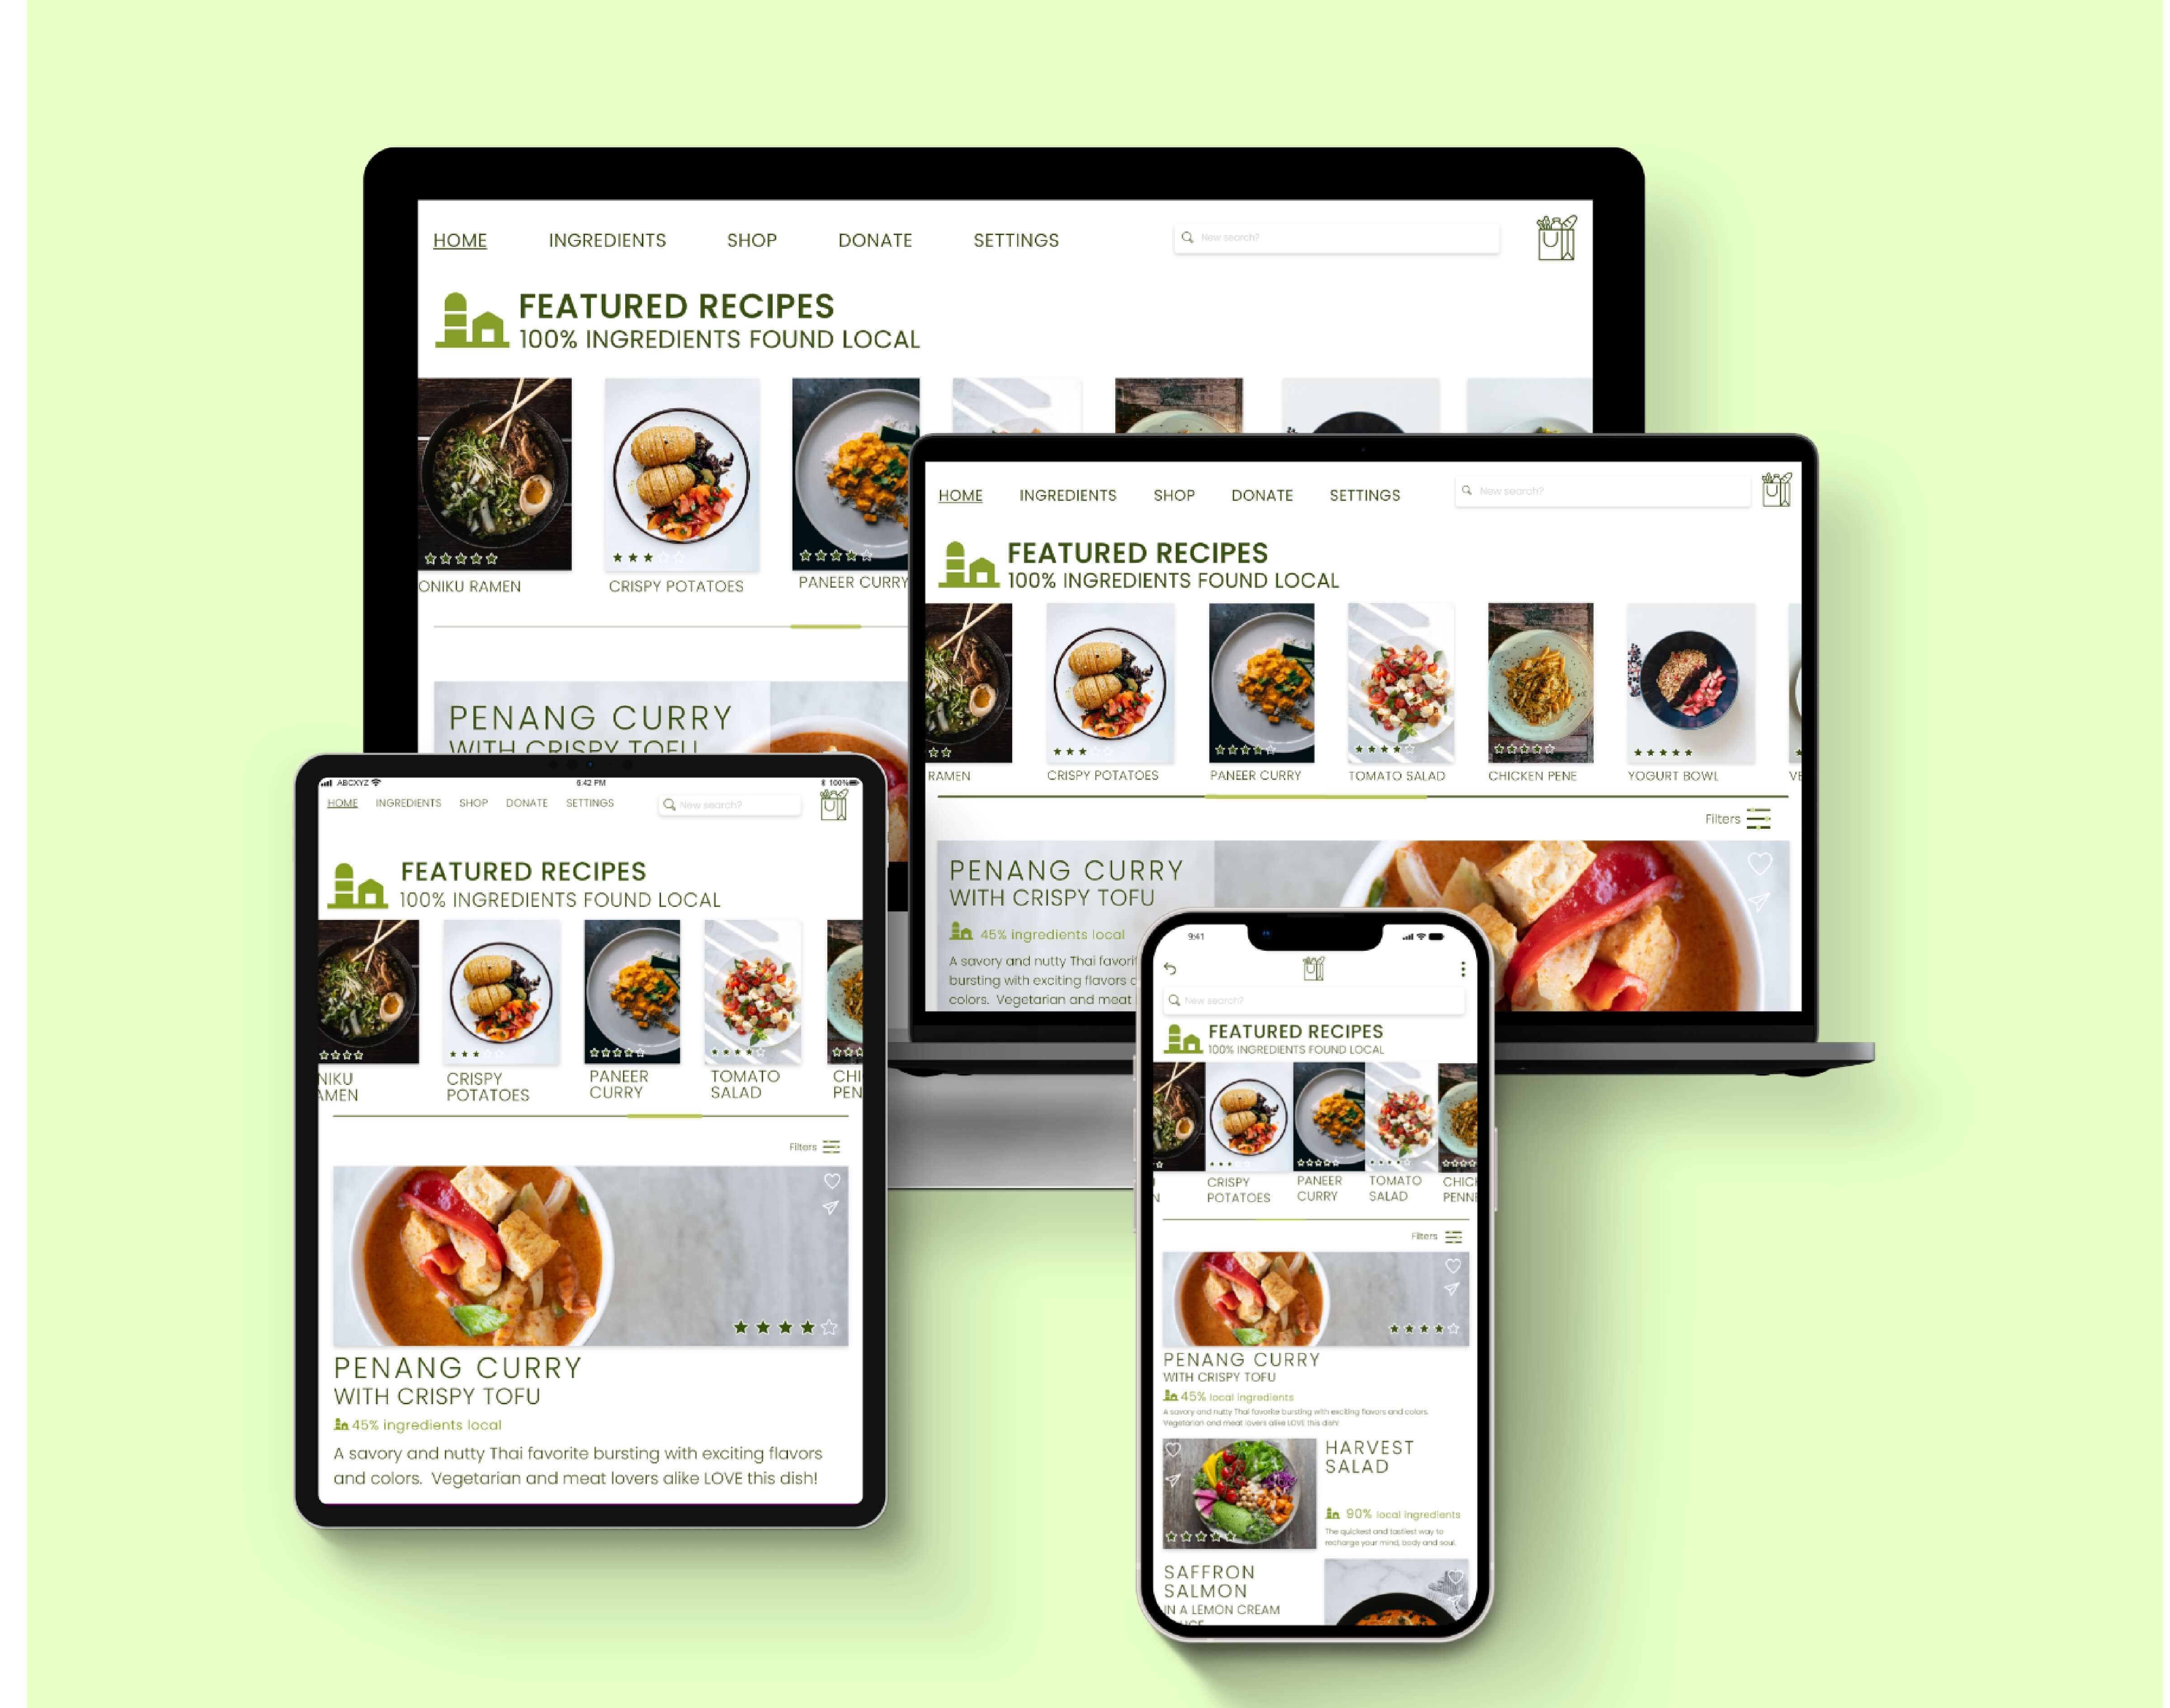 HOME INGREDIENTS SHOP DONATE SETTINGS New search?
FEATURED RECIPES
100% INGREDIENTS FOUND LOCAL
ONIKU RAMEN CRISPY POTATOES PANEER CURRY
PENANG CURRY
WITH CRISPY TOFU
HOME INGREDIENTS SHOP DONATE SETTINGS New search?
FEATURED RECIPES
100% INGREDIENTS FOUND LOCAL
RAMEN CRISPY POTATOES PANEER CURRY TOMATO SALAD CHICKEN PENE YOGURT BOWL VE
Filters
PENANG CURRY
WITH CRISPY TOFU
45% ingredients local
A savory and nutty Thai favorit
bursting with exciting flavors
colors. Vegetarian and meat
ABCXYZ 6:42 PM 100%
HOME INGREDIENTS SHOP DONATE SETTINGS New search?
FEATURED RECIPES
100% INGREDIENTS FOUND LOCAL
NIKU CRISPY PANEER TOMATO CHI
AMEN POTATOES CURRY SALAD PEN
Filters
PENANG CURRY
WITH CRISPY TOFU
45% ingredients local
A savory and nutty Thai favorite bursting with exciting flavors
and colors. Vegetarian and meat lovers alike LOVE this dish!
9:41
New search?
FEATURED RECIPES
100% INGREDIENTS FOUND LOCAL
CRISPY PANEER TOMATO CHIC
N POTATOES CURRY SALAD PENN
Filters
PENANG CURRY
WITH CRISPY TOFU
45% local ingredients
A savory and nutty Thai favorite bursting with exciting flavors and colors.
Vegetarian and meat lovers alike LOVE this dish!
HARVEST
SALAD
90% local ingredients
The quickest and tastiest way to
recharge your mind, body and soul.
SAFFRON
SALMON
IN A LEMON CREAM